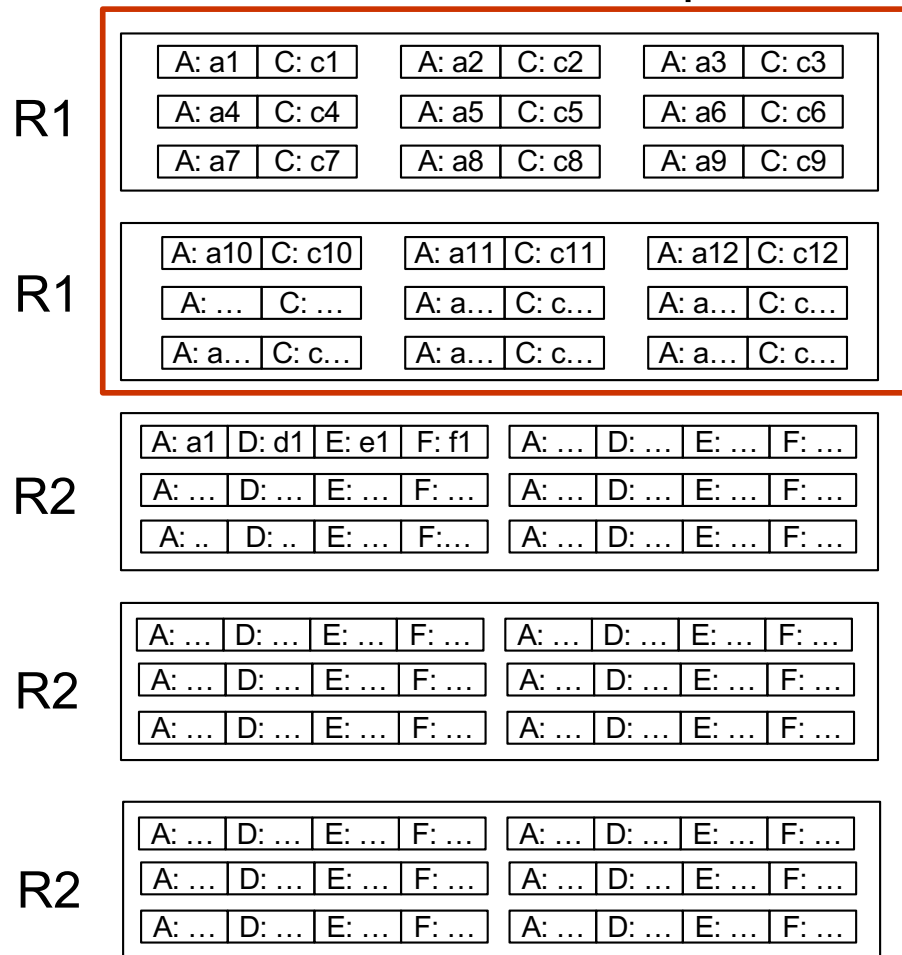 R1
A: a1 C: c1 A: a2 C: c2 A: a3 C: c3
A: a4 C: c4 A: a5 C: c5 A: a6 C: c6
A: a7 C: c7 A: a8 C: c8 A: a9 C: c9
R1
A: a10 C: c10 A: a11 C: c11 A: a12 C: c12
A: … C: … A: a… C: c… A: a… C: c…
A: a… C: c… A: a… C: c… A: a… C: c…
R2
A: a1 D: d1 E: e1 F: f1 A: … D: … E: … F: …
A: … D: … E: … F: … A: … D: … E: … F: …
A: .. D: .. E: … F:… A: … D: … E: … F: …
R2
A: … D: … E: … F: … A: … D: … E: … F: …
A: … D: … E: … F: … A: … D: … E: … F: …
A: … D: … E: … F: … A: … D: … E: … F: …
R2
A: … D: … E: … F: … A: … D: … E: … F: …
A: … D: … E: … F: … A: … D: … E: … F: …
A: … D: … E: … F: … A: … D: … E: … F: …